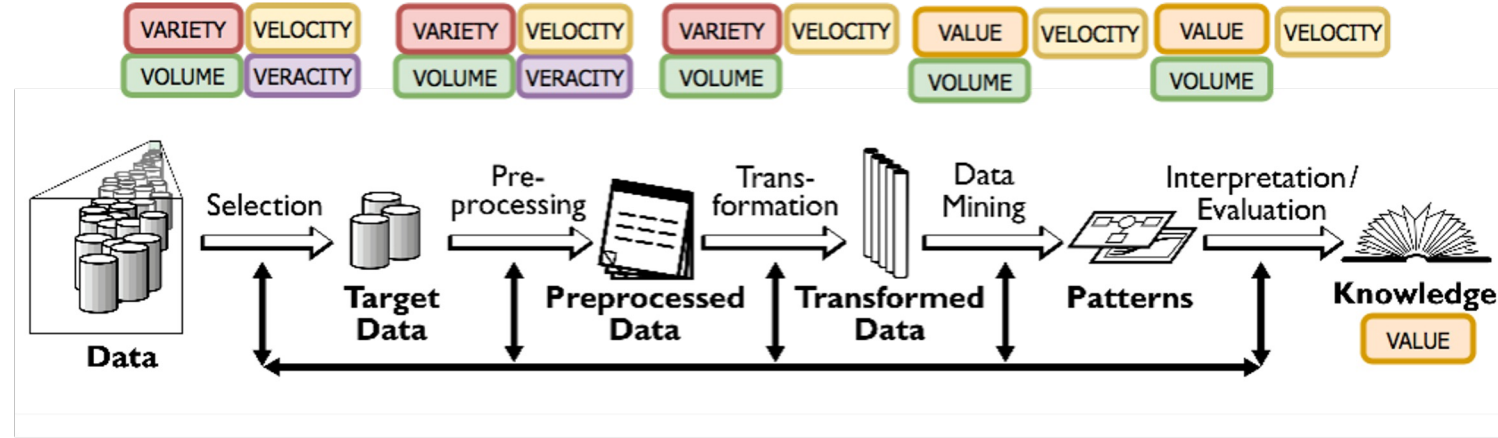 VARIETY VELOCITY VARIETY VELOCITY VARIETY VELOCITY VALUE VELOCITY VALUE VELOCITY
VOLUME VERACITY VOLUME VERACITY VOLUME VOLUME VOLUME
Selection
Pre-
processing
Trans-
formation
Data
Mining
Interpretation/
Evaluation
Data
Target
Data
Preprocessed
Data
Transformed
Data
Patterns
Knowledge
VALUE